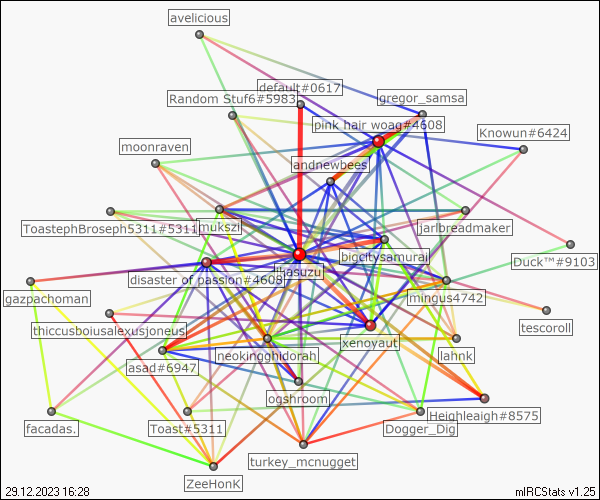 avelicious
default#0617
Random Stuf6#5983
gregor_samsa
pink hair woag#4608
Knowun#6424
moonraven
andnewbees
ToastephBroseph5311#5311
mukszi
jarlbreadmaker
bigcitysamurai
Duck™#9103
disaster of passion#4608
hasuzu
gazpachoman
mingus4742
thiccusboiusalexusjoneus
tescoroll
neokingghidorah
xenoyaut
lahnk
asad#6947
ogshroom
Heighleaigh#8575
facadas.
Toast#5311
Dogger_Dig
turkey_mcnugget
ZeeHonK
29.12.2023 16:28
mIRCStats v1.25